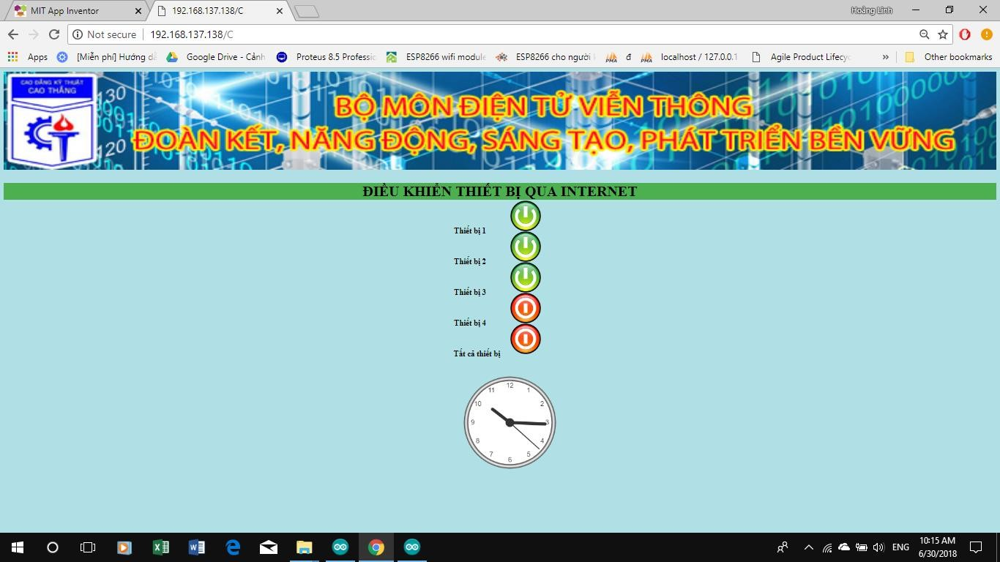 MIT App Inventor
192.168.137.138/C
Hoàng Linh
Not secure
192.168.137.138/C
Apps
[Miễn phí] Hướng dẫ
Google Drive - Cảnh
Proteus 8.5 Professio
ESP8266 wifi module
ESP8266 cho người
đ
localhost / 127.0.0.1
Agile Product Lifecyc
»
Other bookmarks
CAO ĐẲNG KỸ THUẬT
CAO THẮNG
BỘ MÔN ĐIỆN TỬ VIỄN THÔNG
ĐOÀN KẾT, NĂNG ĐỘNG, SÁNG TẠO, PHÁT TRIỂN BỀN VỮNG
ĐIỀU KHIỂN THIẾT BỊ QUA INTERNET
Thiết bị 1
Thiết bị 2
Thiết bị 3
Thiết bị 4
Tất cả thiết bị
12
11 1
10 2
9 3
8 4
7 5
6
ENG
10:15 AM
6/30/2018